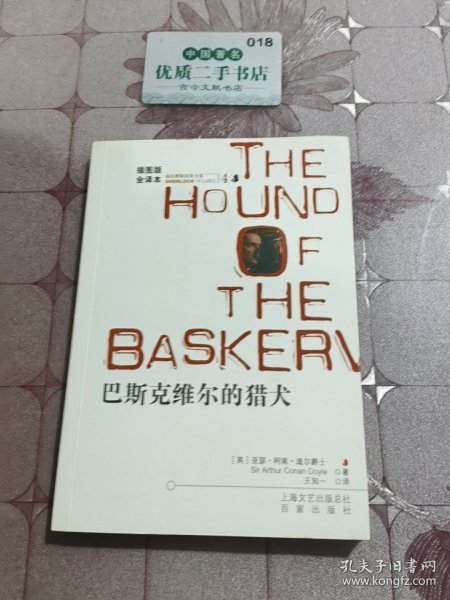 中国著名
018
优质二手书店
古今文献书店
插图版
全译本
SHERLOCK HOLMES
4
THE
HOUND
OF
THE
BASKERV
巴斯克维尔的猎犬
[英] 亚瑟·柯南·道尔爵士
Sir Arthur Conan Doyle 著
王知一 译
上海文艺出版总社
百家出版社
孔夫子旧书网
www.kongfz.com